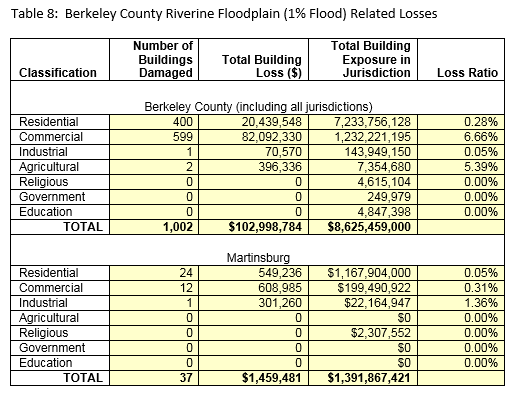 Table 8: Berkeley County Riverine Floodplain (1% Flood) Related Losses
Classification Number of Buildings Damaged Total Building Loss ($) Total Building Exposure in Jurisdiction Loss Ratio
Berkeley County (including all jurisdictions)
Residential 400 20,439,548 7,233,756,128 0.28%
Commercial 599 82,092,330 1,232,221,195 6.66%
Industrial 1 70,570 143,949,150 0.05%
Agricultural 2 396,336 7,354,680 5.39%
Religious 0 0 4,615,104 0.00%
Government 0 0 249,979 0.00%
Education 0 0 4,847,398 0.00%
TOTAL 1,002 $102,998,784 $8,625,459,000
Martinsburg
Residential 24 549,236 $1,167,904,000 0.05%
Commercial 12 608,985 $199,490,922 0.31%
Industrial 1 301,260 $22,164,947 1.36%
Agricultural 0 0 $0 0.00%
Religious 0 0 $2,307,552 0.00%
Government 0 0 $0 0.00%
Education 0 0 $0 0.00%
TOTAL 37 $1,459,481 $1,391,867,421